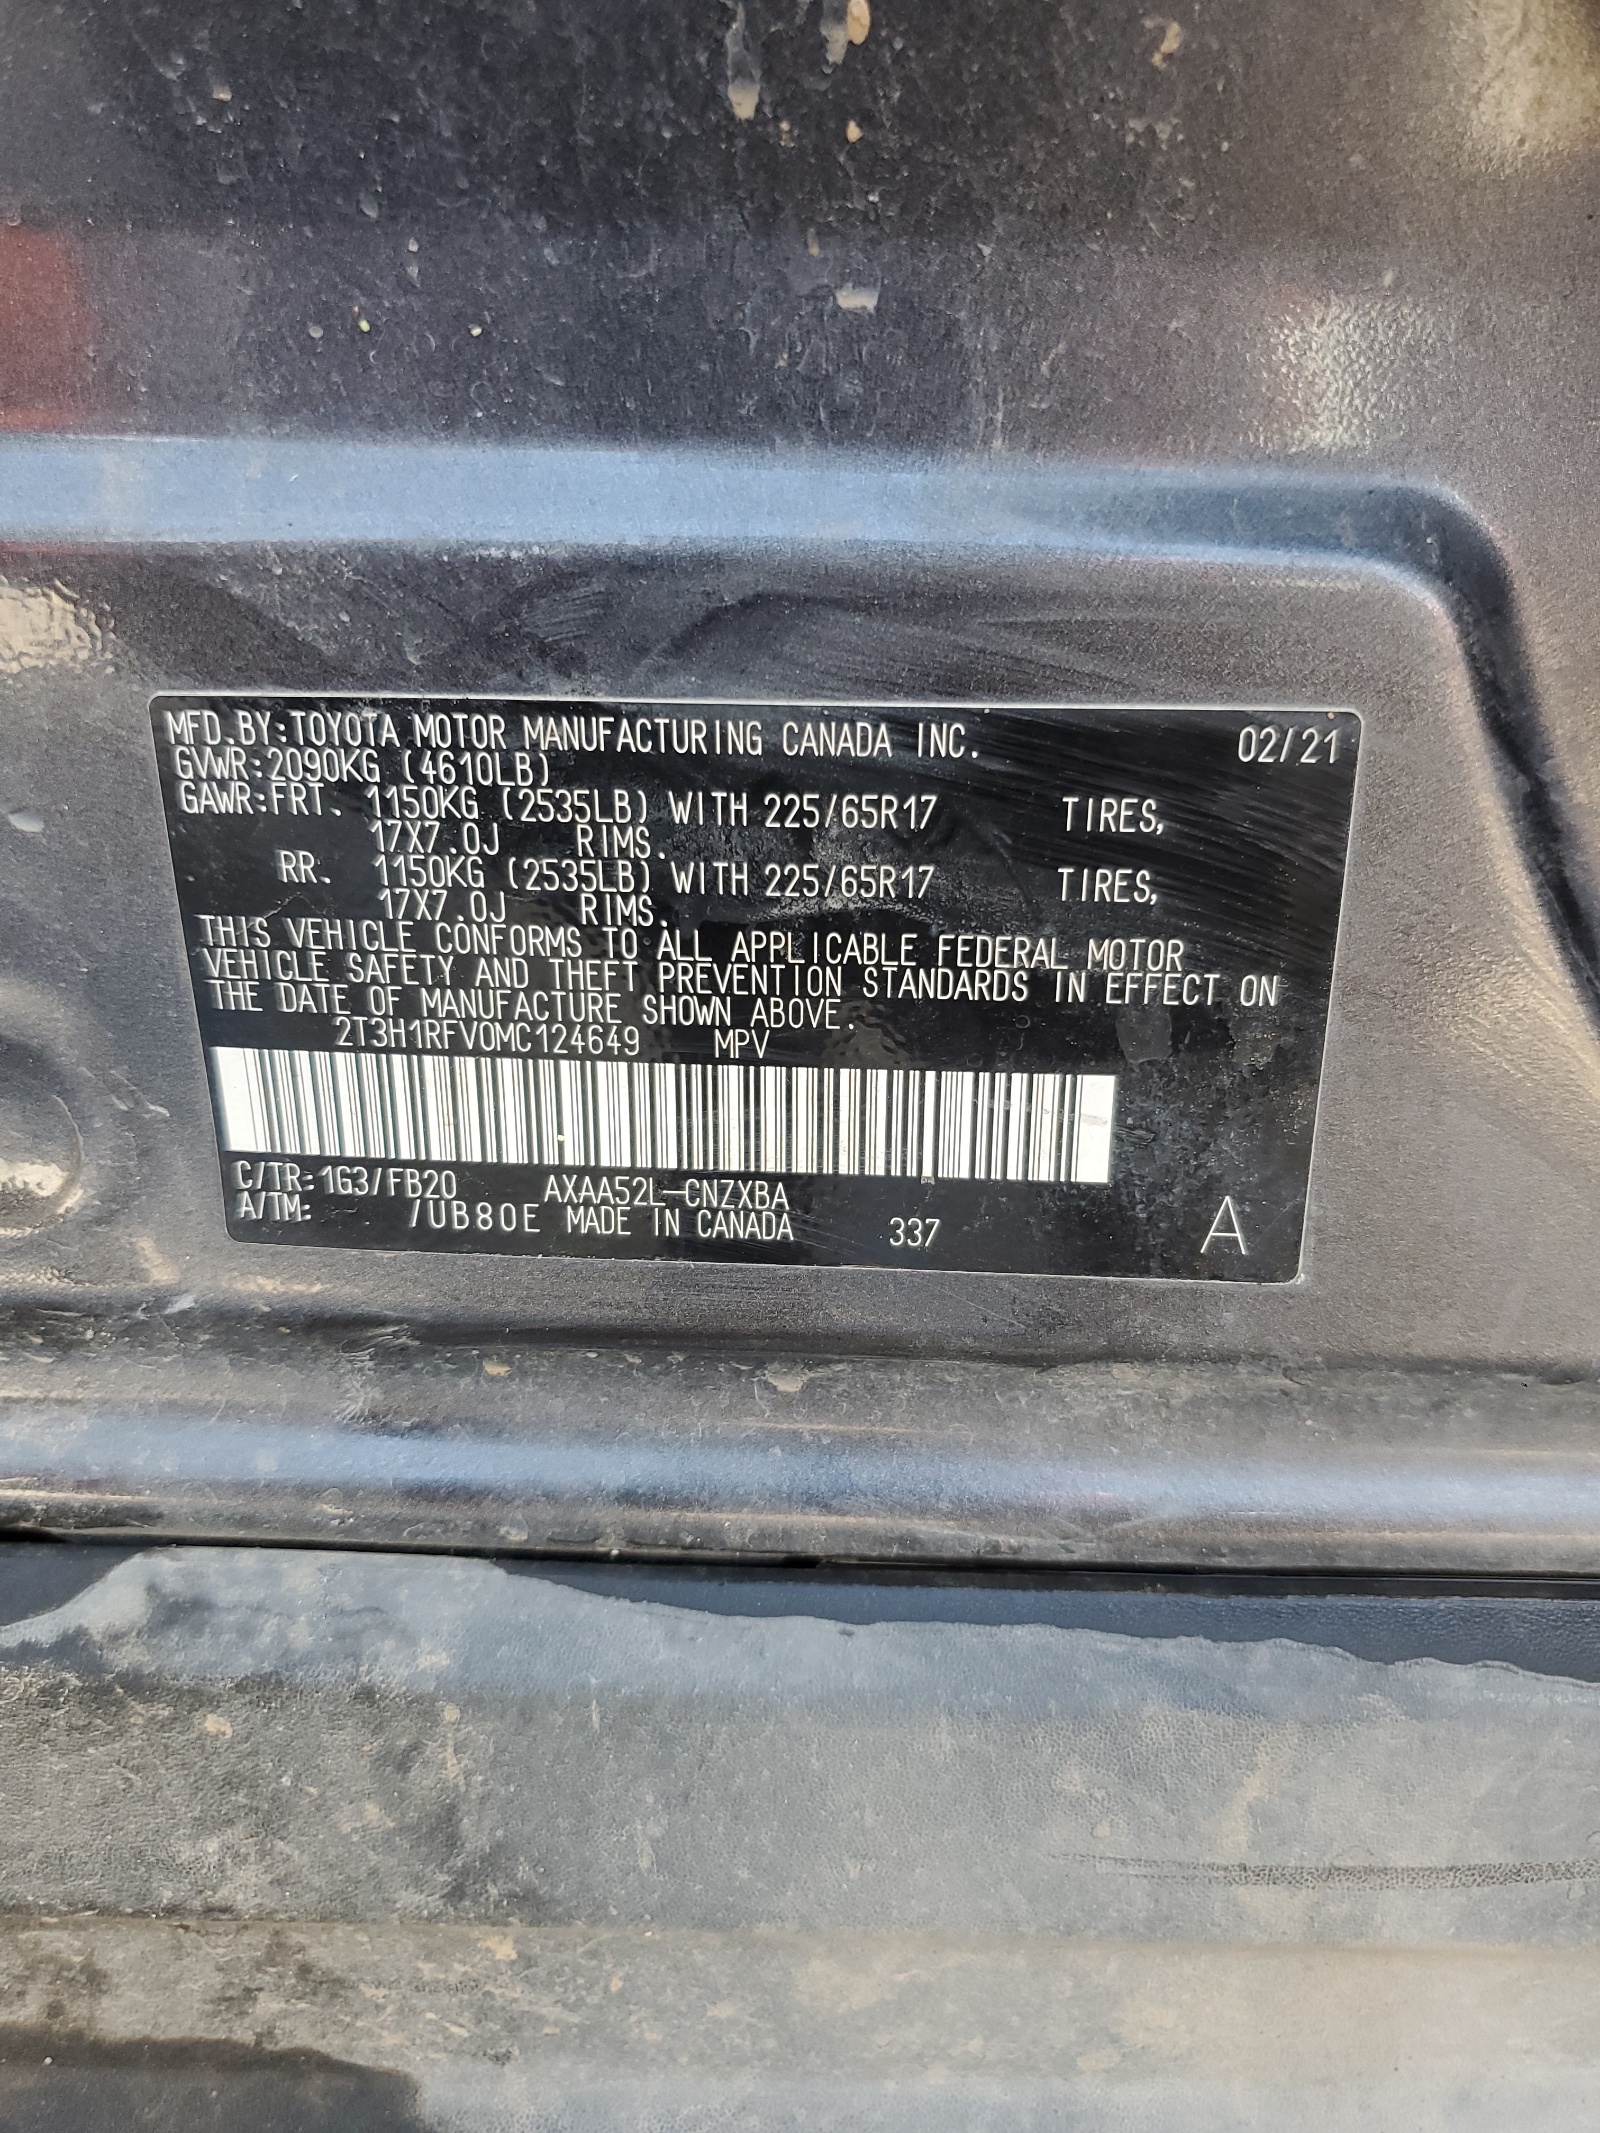 MFD.BY:TOYOTA MOTOR MANUFACTURING CANADA INC. 02/21
GVWR:2090KG (4610LB)
GAWR:FRT. 1150KG (2535LB) WITH 225/65R17 TIRES,
17X7.0J RIMS.
RR. 1150KG (2535LB) WITH 225/65R17 TIRES,
17X7.0J RIMS.
THIS VEHICLE CONFORMS TO ALL APPLICABLE FEDERAL MOTOR
VEHICLE SAFETY AND THEFT PREVENTION STANDARDS IN EFFECT ON
THE DATE OF MANUFACTURE SHOWN ABOVE.
2T3H1RFV0MC124649 MPV
C/TR:1G3/FB20 AXAA52L-CNZXBA
A/TM: /UB80E MADE IN CANADA 337 A